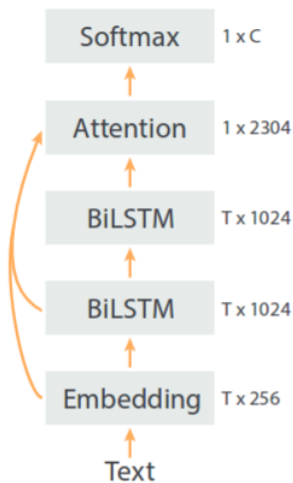 Softmax 1 x C
Attention 1 x 2304
BiLSTM T x 1024
BiLSTM T x 1024
Embedding T x 256
Text